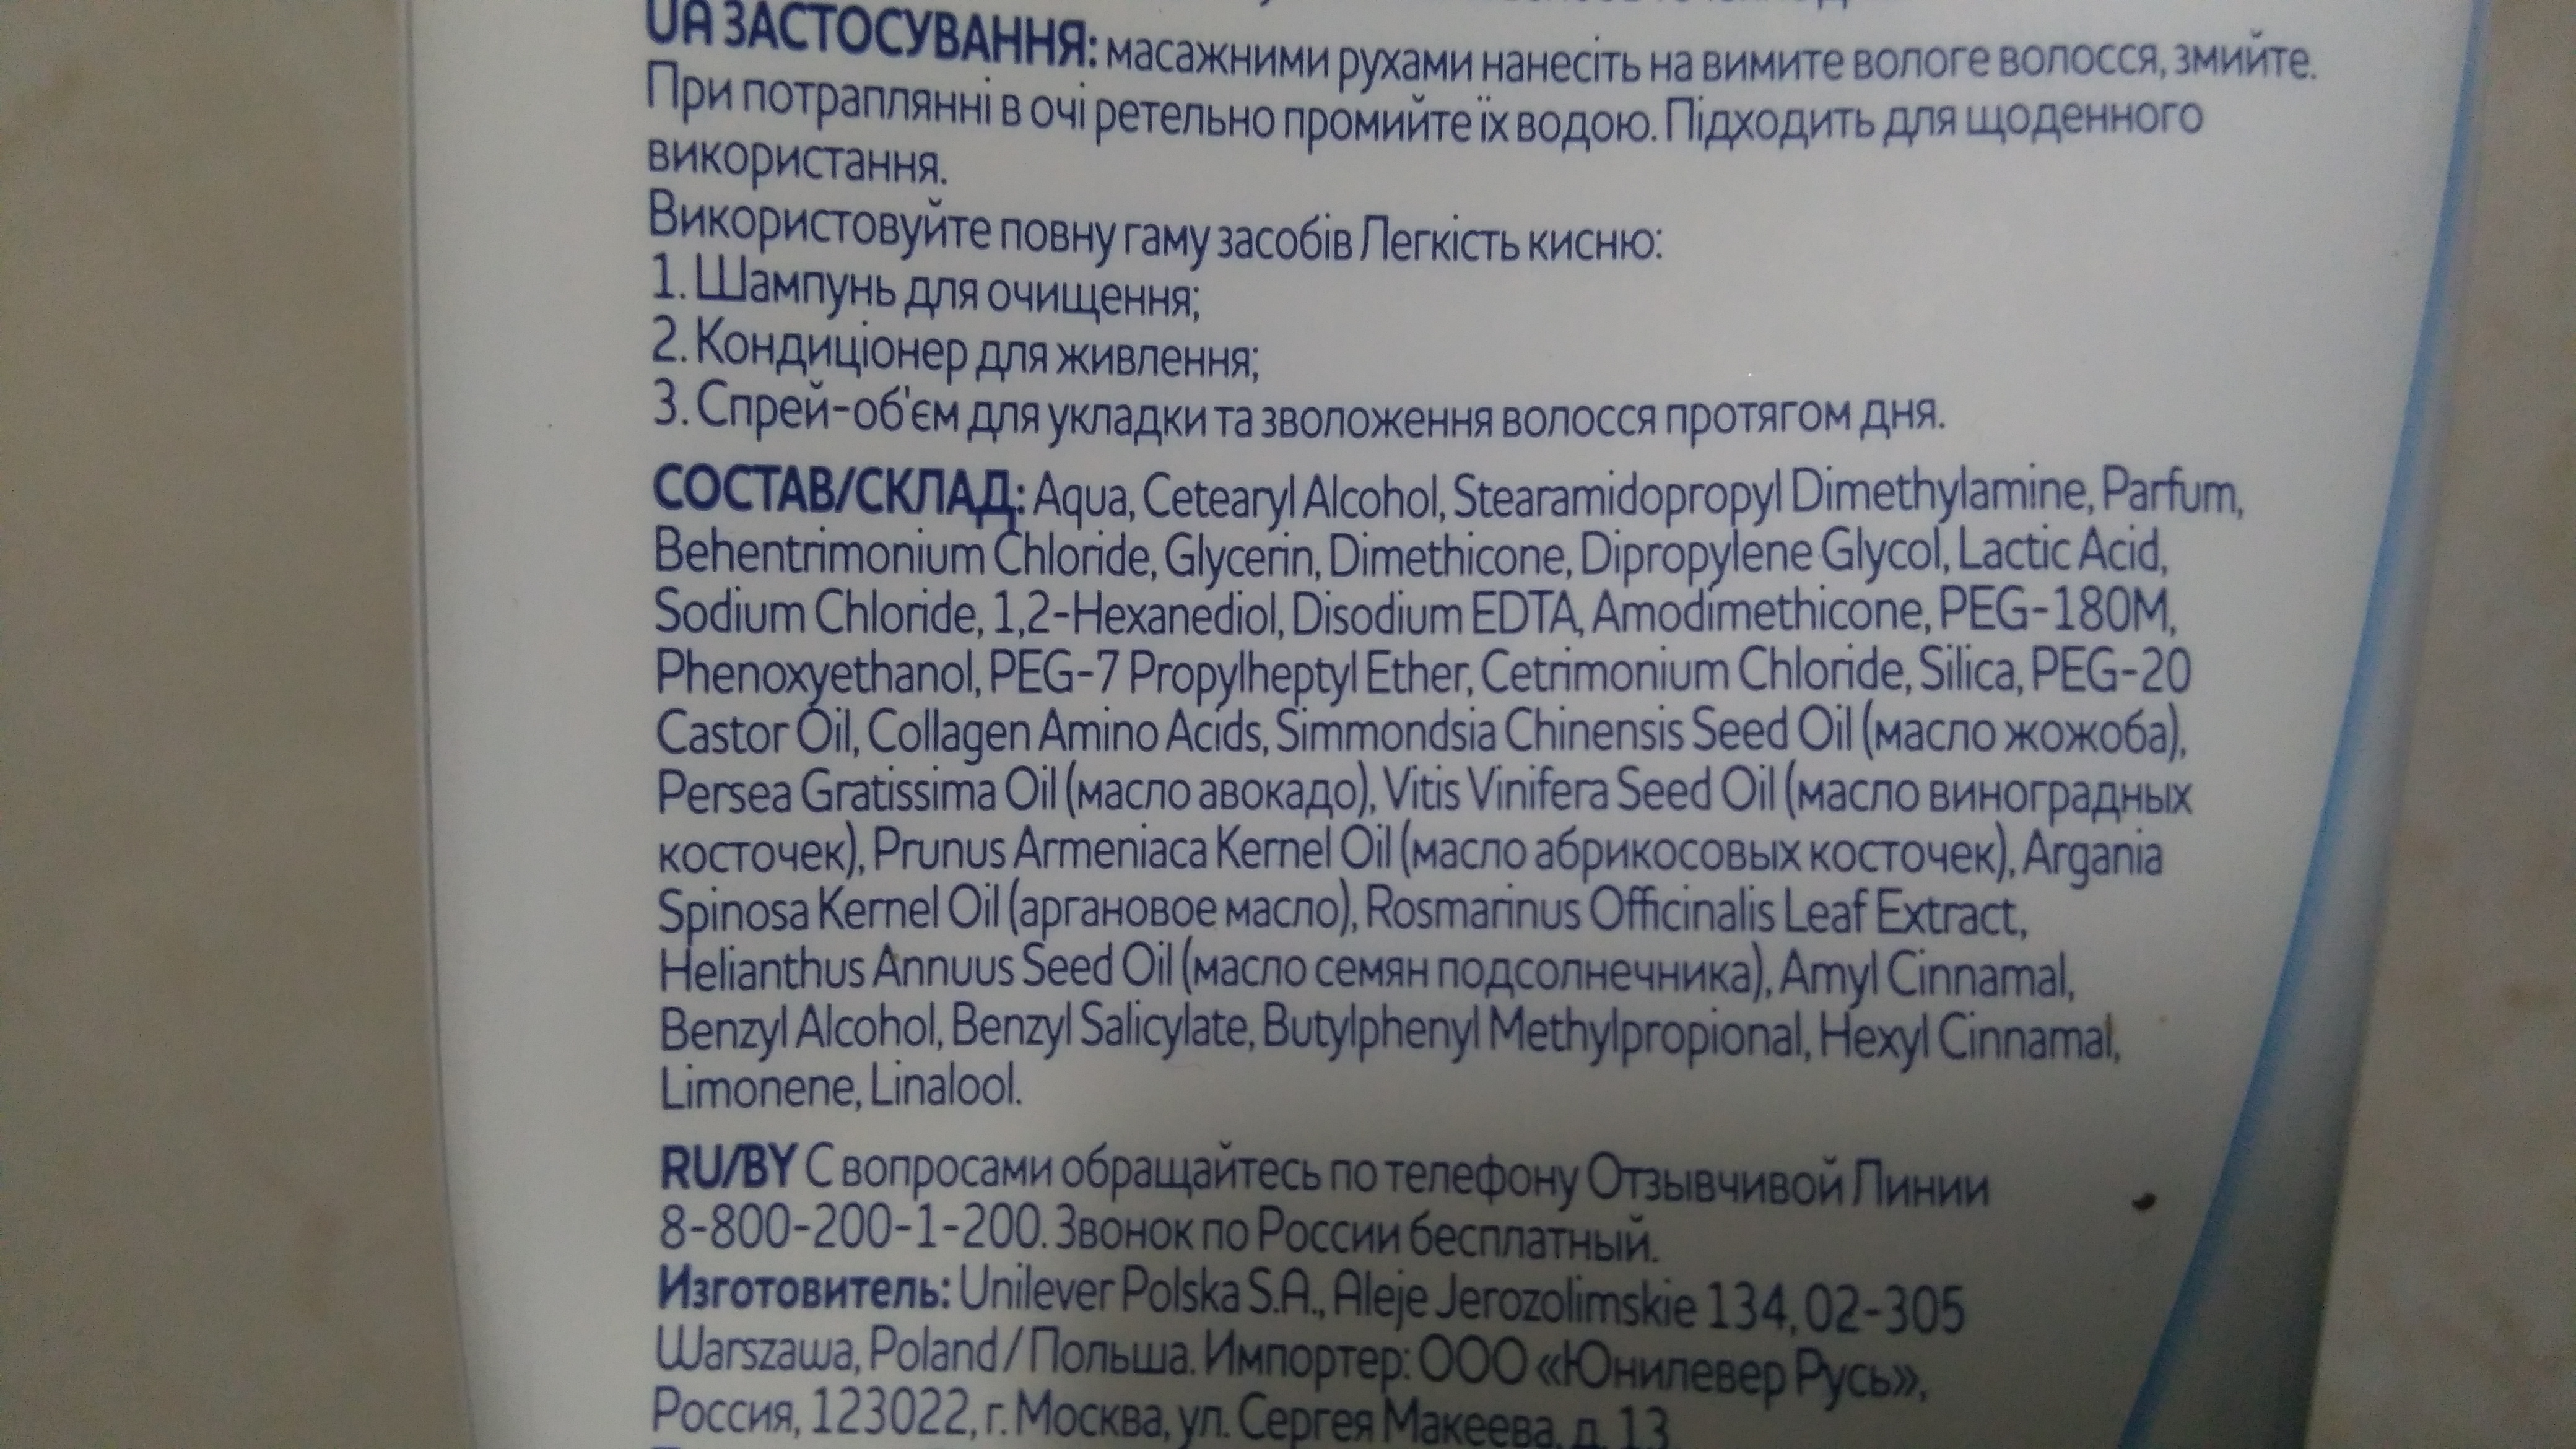 UA ЗАСТОСУВАННЯ: масажними рухами нанесіть на вимите вологе волосся, змийте.
При потраплянні в очі ретельно промийте їх водою. Підходить для щоденного
використання.
Використовуйте повну гаму засобів Легкість кисню:
1. Шампунь для очищення;
2. Кондиціонер для живлення;
3. Спрей-об'єм для укладки та зволоження волосся протягом дня.
СОСТАВ/СКЛАД: Aqua, Cetearyl Alcohol, Stearamidopropyl Dimethylamine, Parfum,
Behentrimonium Chloride, Glycerin, Dimethicone, Dipropylene Glycol, Lactic Acid,
Sodium Chloride, 1,2-Hexanediol, Disodium EDTA, Amodimethicone, PEG-180M,
Phenoxyethanol, PEG-7 Propylheptyl Ether, Cetrimonium Chloride, Silica, PEG-20
Castor Oil, Collagen Amino Acids, Simmondsia Chinensis Seed Oil (масло жожоба),
Persea Gratissima Oil (масло авокадо), Vitis Vinifera Seed Oil (масло виноградных
косточек), Prunus Armeniaca Kernel Oil (масло абрикосовых косточек), Argania
Spinosa Kernel Oil (аргановое масло), Rosmarinus Officinalis Leaf Extract,
Helianthus Annuus Seed Oil (масло семян подсолнечника), Amyl Cinnamal,
Benzyl Alcohol, Benzyl Salicylate, Butylphenyl Methylpropional, Hexyl Cinnamal,
Limonene, Linalool.
RU/BY С вопросами обращайтесь по телефону Отзывчивой Линии
8-800-200-1-200. Звонок по России бесплатный.
Изготовитель: Unilever Polska S.A., Aleje Jerozolimskie 134, 02-305
Warszawa, Poland / Польша. Импортер: ООО «Юнилевер Русь»,
Россия, 123022, г. Москва, ул. Сергея Макеева, д. 13